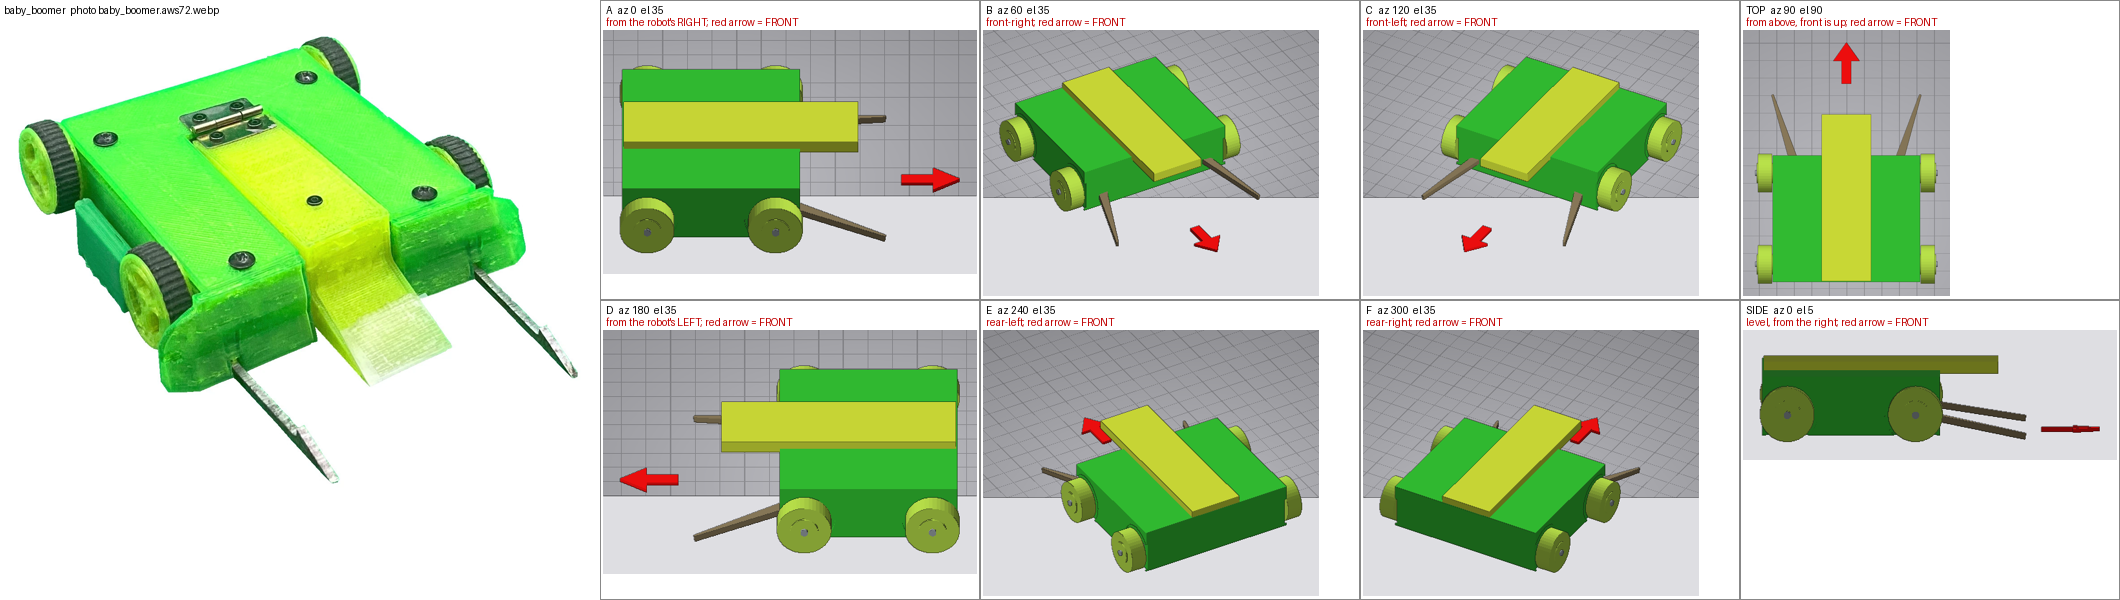 baby_boomer photo baby_boomer.aws72.webp
A az 0 el 35
from the robot's RIGHT; red arrow = FRONT
B az 60 el 35
front-right; red arrow = FRONT
C az 120 el 35
front-left; red arrow = FRONT
TOP az 90 el 90
from above, front is up; red arrow = FRONT
D az 180 el 35
from the robot's LEFT; red arrow = FRONT
E az 240 el 35
rear-left; red arrow = FRONT
F az 300 el 35
rear-right; red arrow = FRONT
SIDE az 0 el 5
level, from the right; red arrow = FRONT